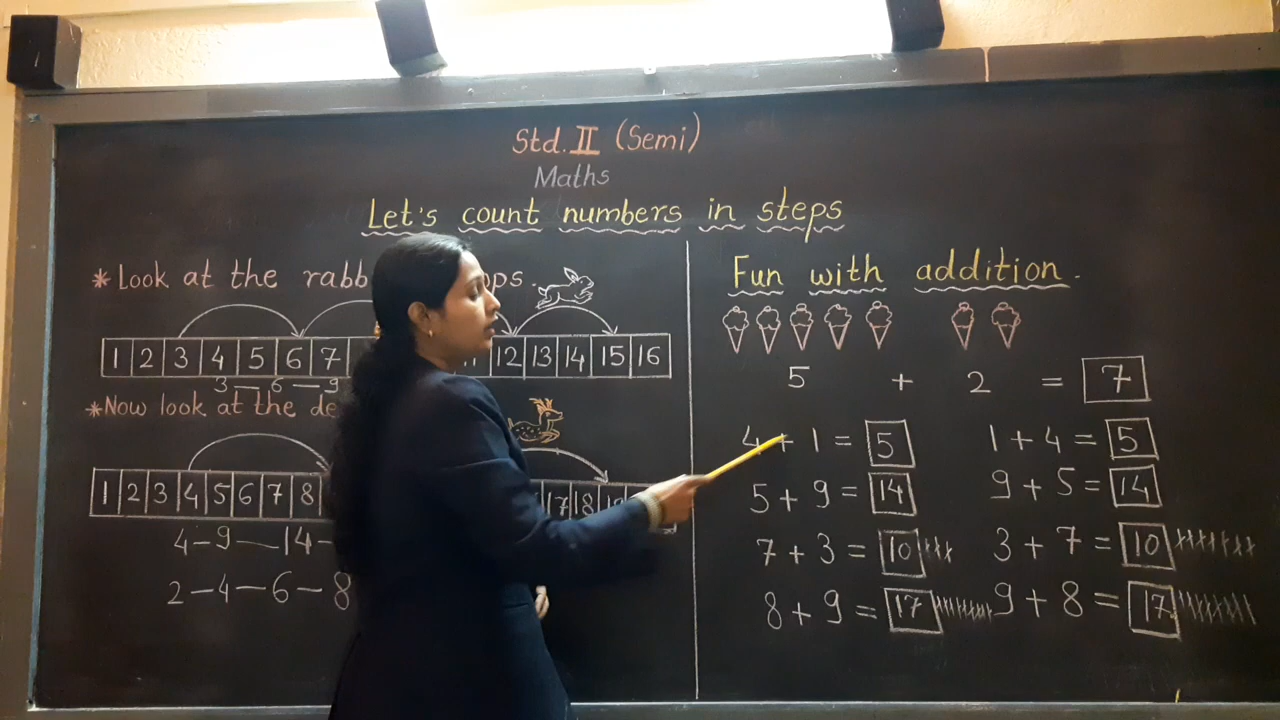 Std. II (Semi)
Maths
Let's count numbers in steps
*Look at the
1 2 3 4 5 6 7 12 13 14 15 16
3 — 6 — 9
*Now look at the
1 2 3 4 5 6 7 8 17 18
4 – 9 — 14 –
2 – 4 – 6 – 8
Fun with addition.
5 + 2 = 7
4 + 1 = 5 1 + 4 = 5
5 + 9 = 14 9 + 5 = 14
7 + 3 = 10 3 + 7 = 10
8 + 9 = 17 9 + 8 = 17